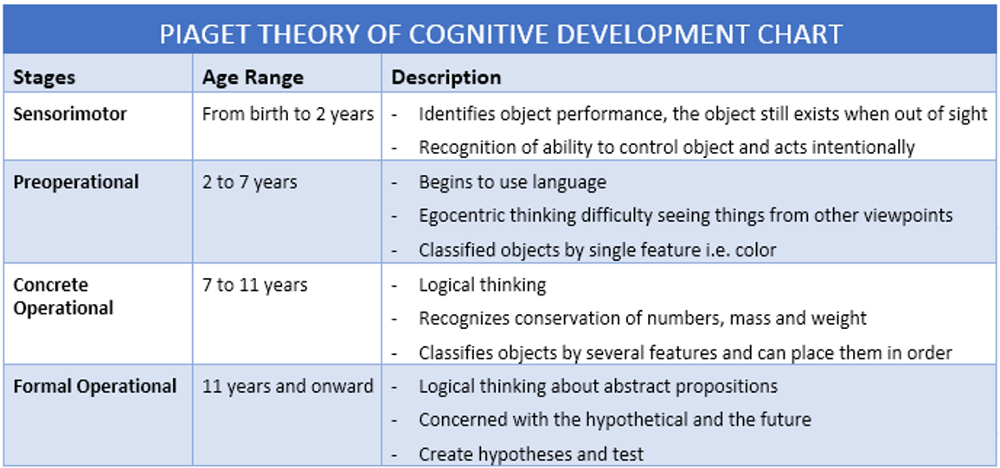 PIAGET THEORY OF COGNITIVE DEVELOPMENT CHART
Stages Age Range Description
Sensorimotor From birth to 2 years - Identifies object performance, the object still exists when out of sight
- Recognition of ability to control object and acts intentionally
Preoperational 2 to 7 years - Begins to use language
- Egocentric thinking difficulty seeing things from other viewpoints
- Classified objects by single feature i.e. color
Concrete Operational 7 to 11 years - Logical thinking
- Recognizes conservation of numbers, mass and weight
- Classifies objects by several features and can place them in order
Formal Operational 11 years and onward - Logical thinking about abstract propositions
- Concerned with the hypothetical and the future
- Create hypotheses and test